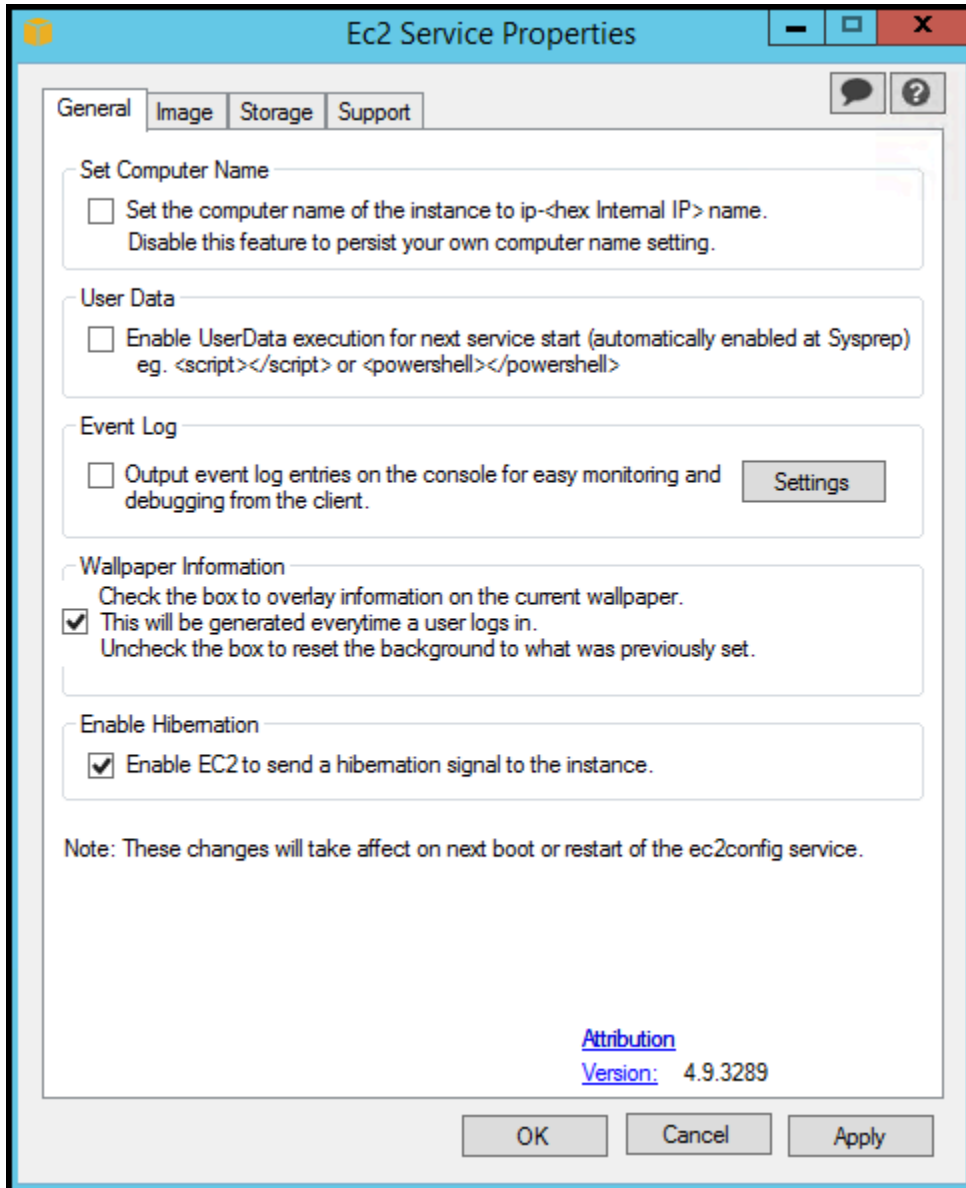 Ec2 Service Properties
General Image Storage Support
Set Computer Name
Set the computer name of the instance to ip-<hex Internal IP> name.
Disable this feature to persist your own computer name setting.
User Data
Enable UserData execution for next service start (automatically enabled at Sysprep)
eg. <script></script> or <powershell></powershell>
Event Log
Output event log entries on the console for easy monitoring and
debugging from the client.
Settings
Wallpaper Information
Check the box to overlay information on the current wallpaper.
This will be generated everytime a user logs in.
Uncheck the box to reset the background to what was previously set.
Enable Hibernation
Enable EC2 to send a hibernation signal to the instance.
Note: These changes will take affect on next boot or restart of the ec2config service.
Attribution
Version: 4.9.3289
OK Cancel Apply